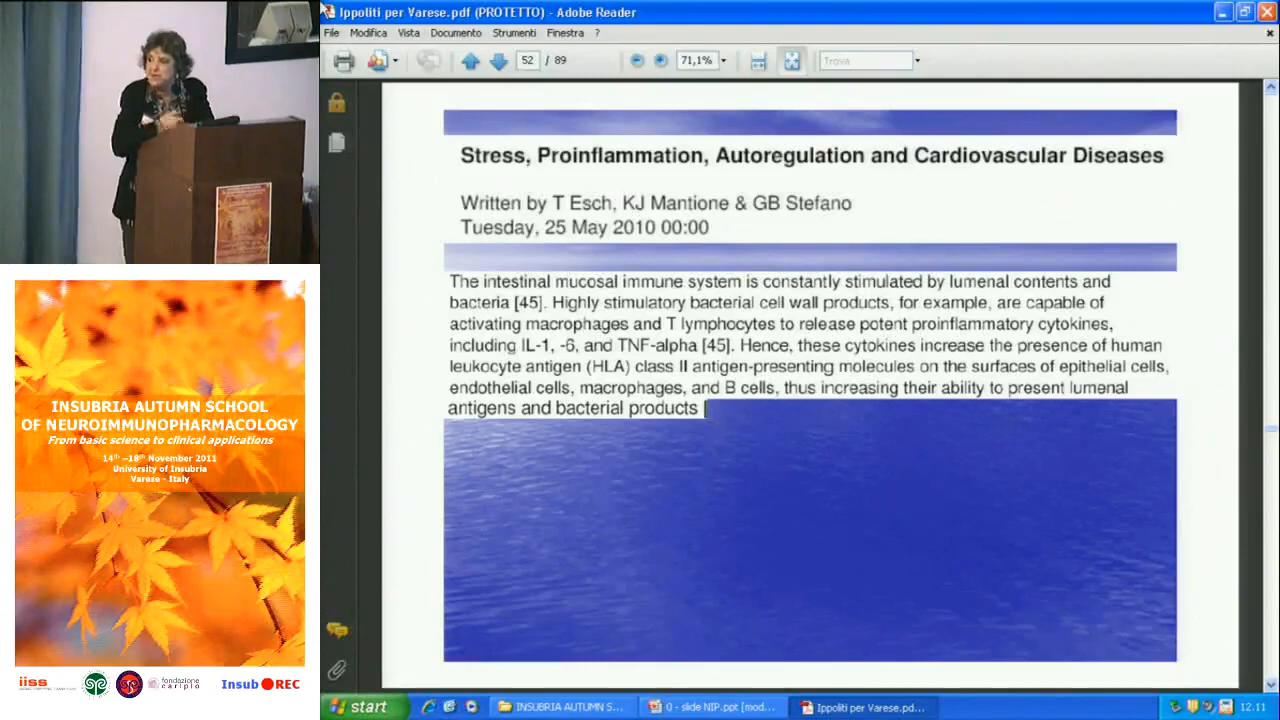 Ippoliti per Varese.pdf (PROTETTO) - Adobe Reader
File Modifica Vista Documento Strumenti Finestra ?
52 / 89 71,1% Trova
Stress, Proinflammation, Autoregulation and Cardiovascular Diseases
Written by T Esch, KJ Mantione & GB Stefano
Tuesday, 25 May 2010 00:00
The intestinal mucosal immune system is constantly stimulated by lumenal contents and
bacteria [45]. Highly stimulatory bacterial cell wall products, for example, are capable of
activating macrophages and T lymphocytes to release potent proinflammatory cytokines,
including IL-1, -6, and TNF-alpha [45]. Hence, these cytokines increase the presence of human
leukocyte antigen (HLA) class II antigen-presenting molecules on the surfaces of epithelial cells,
endothelial cells, macrophages, and B cells, thus increasing their ability to present lumenal
antigens and bacterial products [
INSUBRIA AUTUMN SCHOOL
OF NEUROIMMUNOPHARMACOLOGY
From basic science to clinical applications
14th -18th November 2011
University of Insubria
Varese - Italy
iiss
fondazione
cariplo
Insub REC
start INSUBRIA AUTUMN S... 0 - slide NIP.ppt [mod... Ippoliti per Varese.pd... 12.11